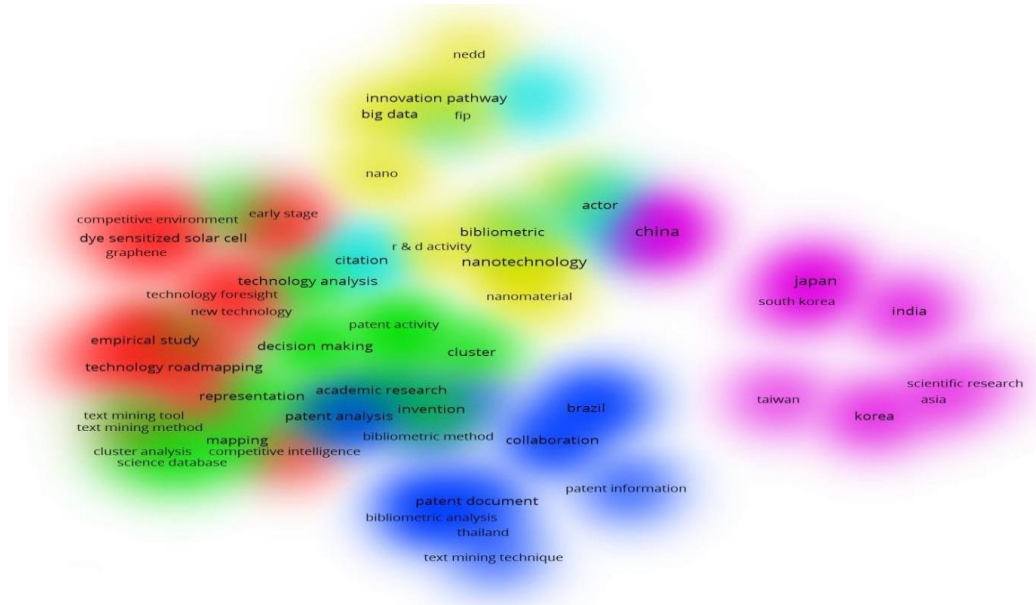 nedd
innovation pathway
big data
fip
nano
competitive environment
early stage
dye sensitized solar cell
graphene
actor
bibliometric
china
r & d activity
citation
nanotechnology
technology analysis
technology foresight
nanomaterial
new technology
japan
south korea
india
patent activity
empirical study
decision making
cluster
technology roadmapping
academic research
representation
text mining tool
patent analysis
invention
brazil
taiwan
scientific research
asia
korea
text mining method
mapping
bibliometric method
collaboration
cluster analysis
competitive intelligence
science database
patent information
patent document
bibliometric analysis
thailand
text mining technique